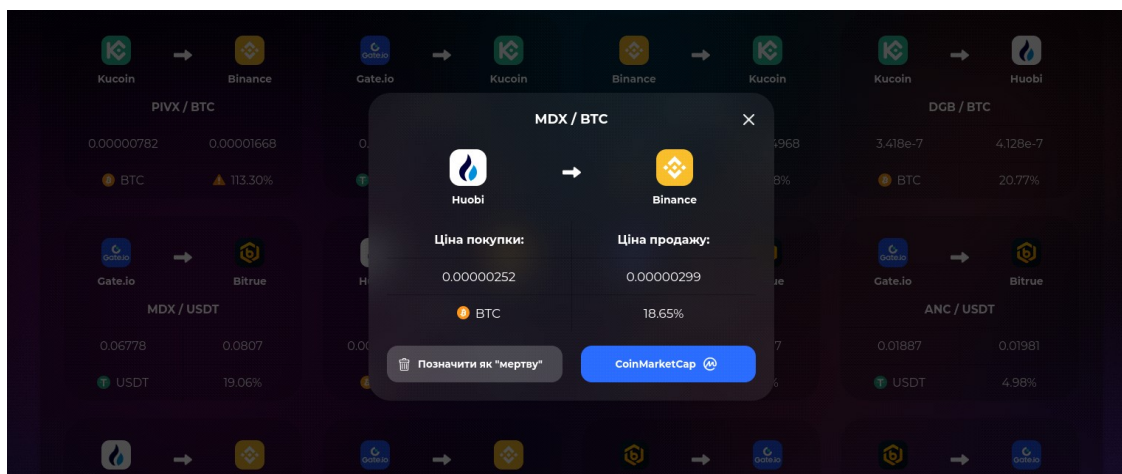 Kucoin Binance Gate.io Kucoin Binance Kucoin Kucoin Huobi
PIVX / BTC
DGB / BTC
0.00000782 0.00001668
3.418e-7 4.128e-7
BTC 113.30%
BTC 20.77%
MDX / BTC
Huobi Binance
Ціна покупки: Ціна продажу:
0.00000252 0.00000299
BTC 18.65%
Позначити як "мертву" CoinMarketCap
Gate.io Bitrue
Gate.io Bitrue
MDX / USDT
ANC / USDT
0.06778 0.0807
0.01887 0.01981
USDT 19.06%
USDT 4.98%